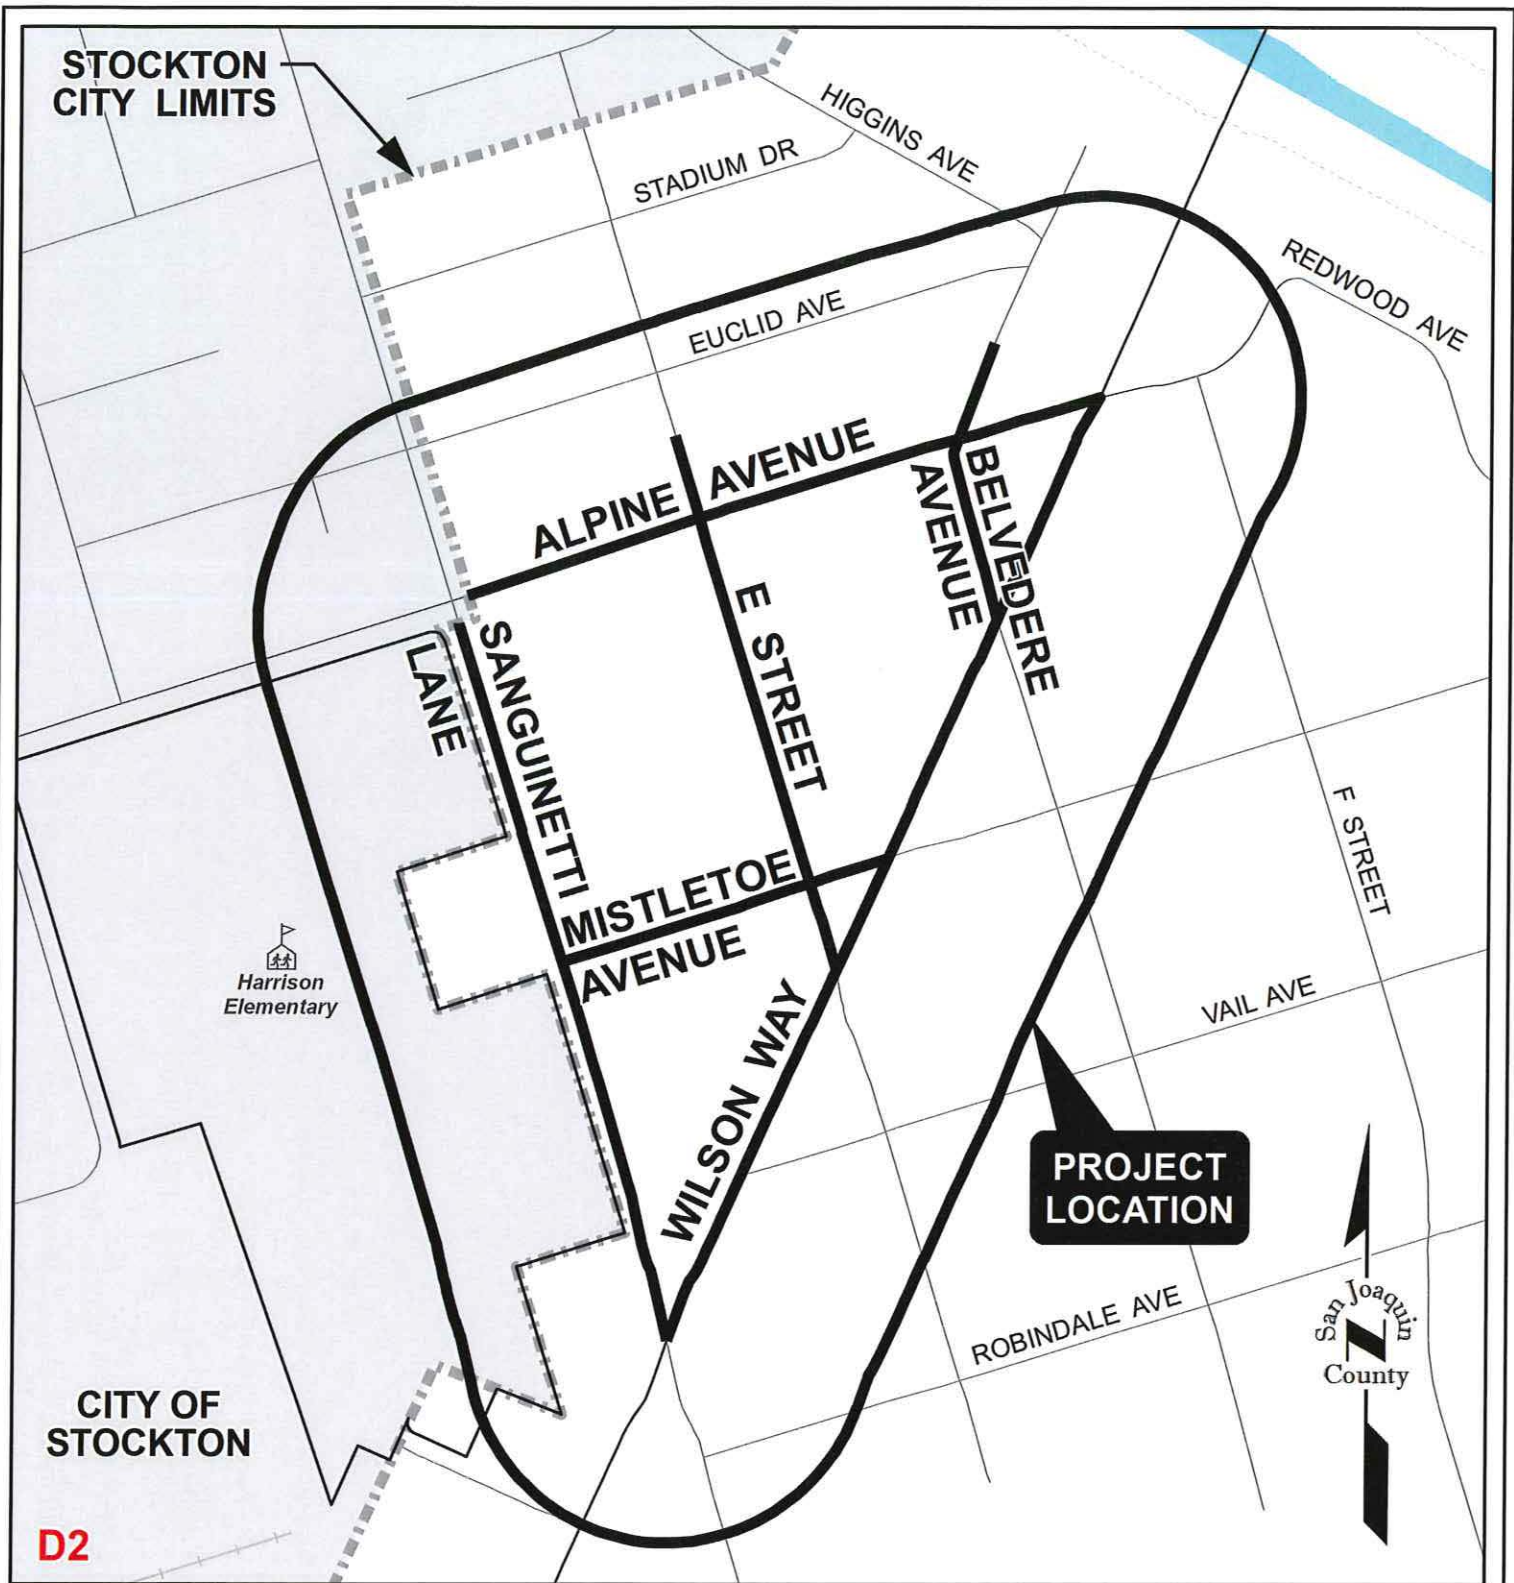 STOCKTON
CITY LIMITS
HIGGINS AVE
STADIUM DR
REDWOOD AVE
EUCLID AVE
ALPINE AVENUE
BELVEDERE
AVENUE
E STREET
SANGUINETTI
LANE
F STREET
MISTLETOE
AVENUE
Harrison
Elementary
VAIL AVE
WILSON WAY
PROJECT
LOCATION
ROBINDALE AVE
San Joaquin
County
CITY OF
STOCKTON
D2